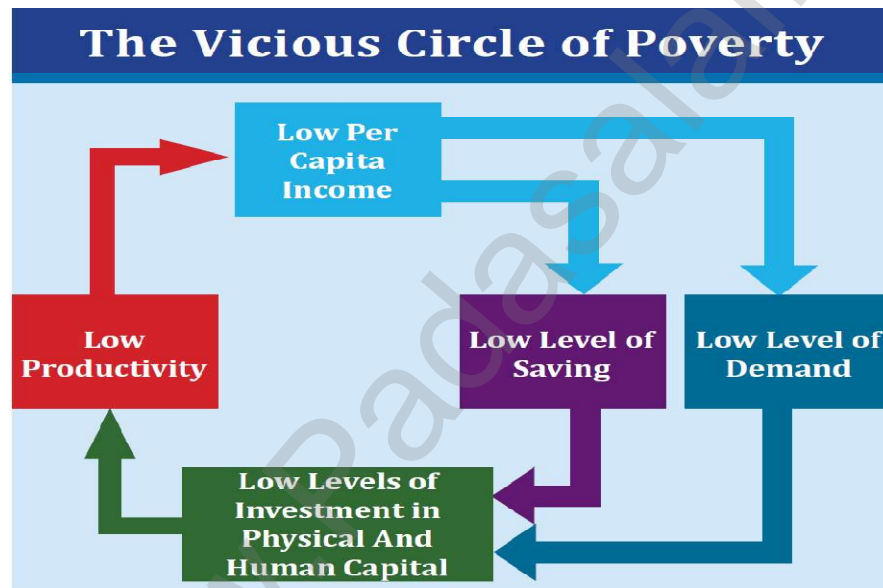 The Vicious Circle of Poverty
Low Per
Capita
Income
Low
Productivity
Low Level of
Saving
Low Level of
Demand
Low Levels of
Investment in
Physical And
Human Capital